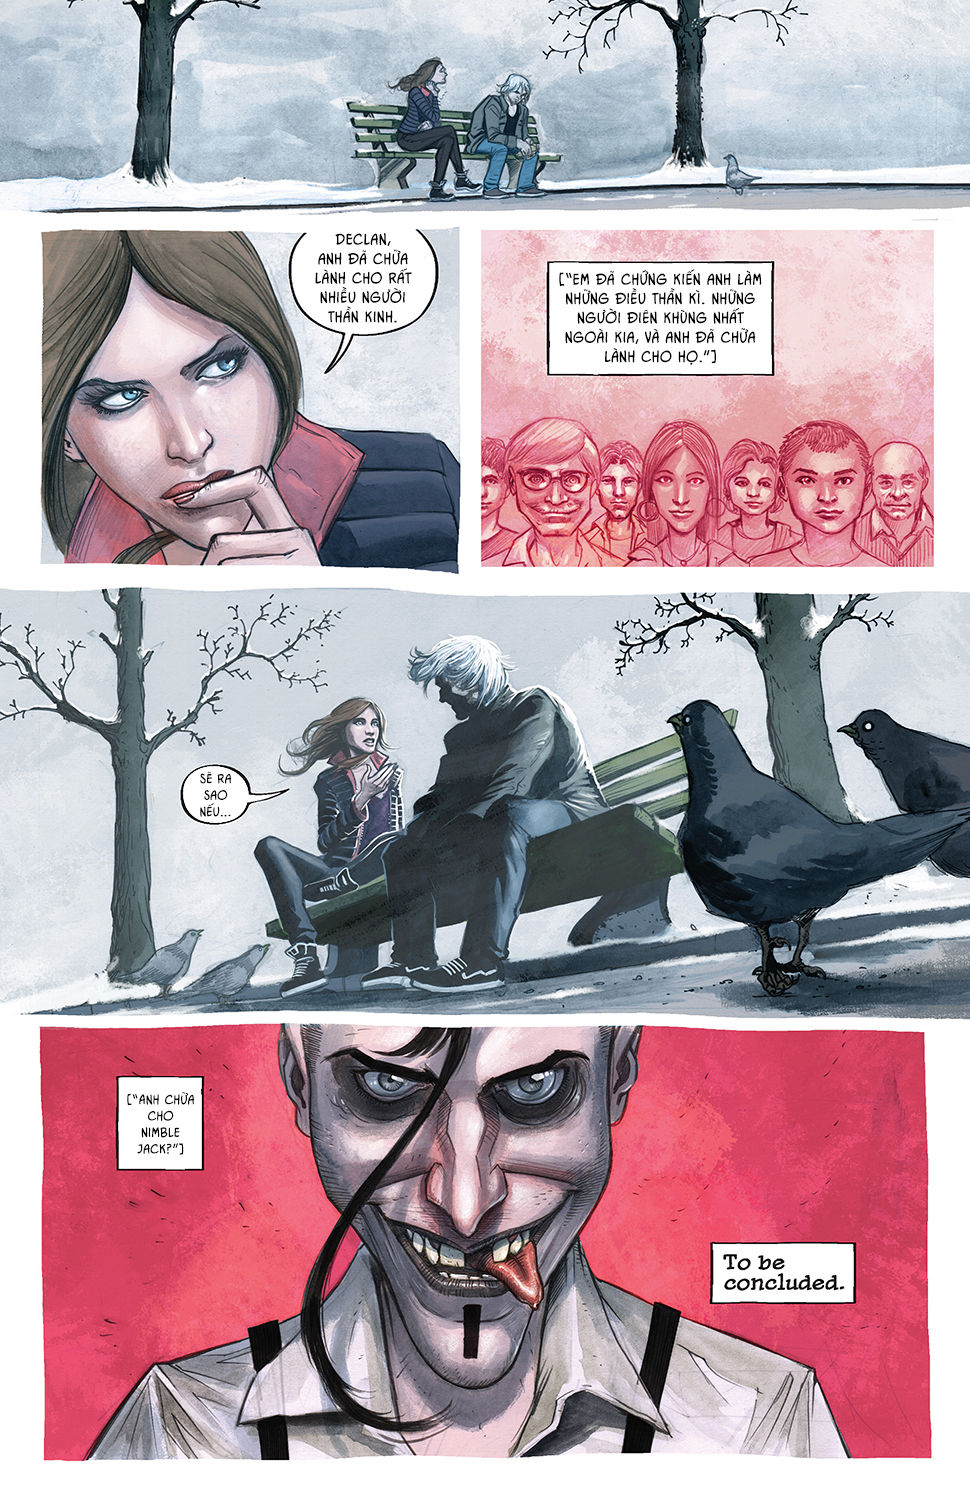 DECLAN,
ANH ĐÃ CHỮA
LÀNH CHO RẤT
NHIỀU NGƯỜI
THẦN KINH.
["EM ĐÃ CHỨNG KIẾN ANH LÀM
NHỮNG ĐIỀU THẦN KÌ. NHỮNG
NGƯỜI ĐIÊN KHÙNG NHẤT
NGOÀI KIA, VÀ ANH ĐÃ CHỮA
LÀNH CHO HỌ."]
SẼ RA
SAO
NẾU...
["ANH CHỮA
CHO
NIMBLE
JACK?"]
To be
concluded.